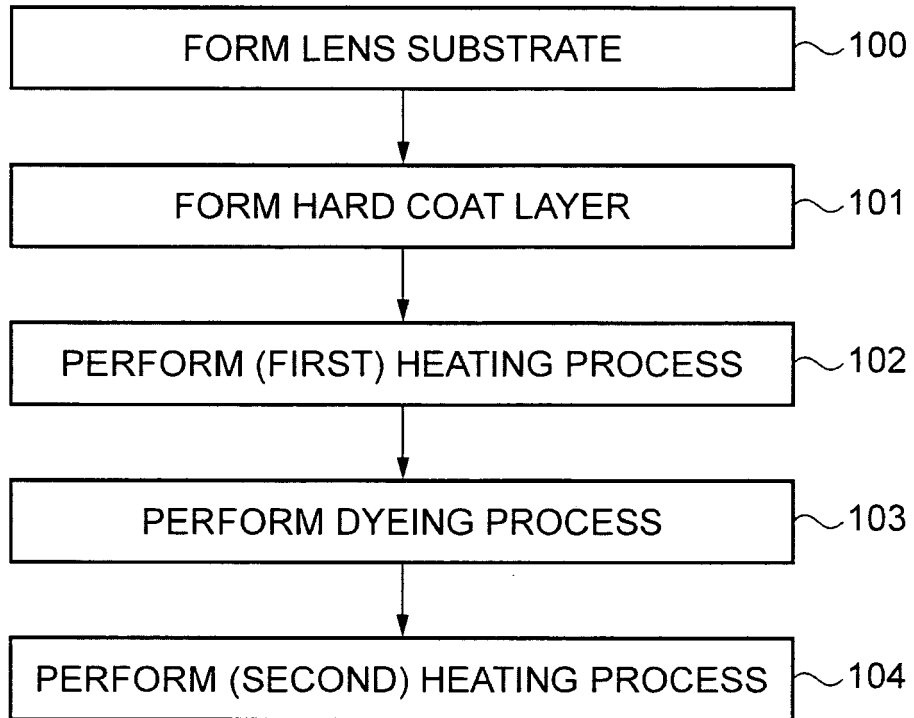 FORM LENS SUBSTRATE 100
FORM HARD COAT LAYER 101
PERFORM (FIRST) HEATING PROCESS 102
PERFORM DYEING PROCESS 103
PERFORM (SECOND) HEATING PROCESS 104